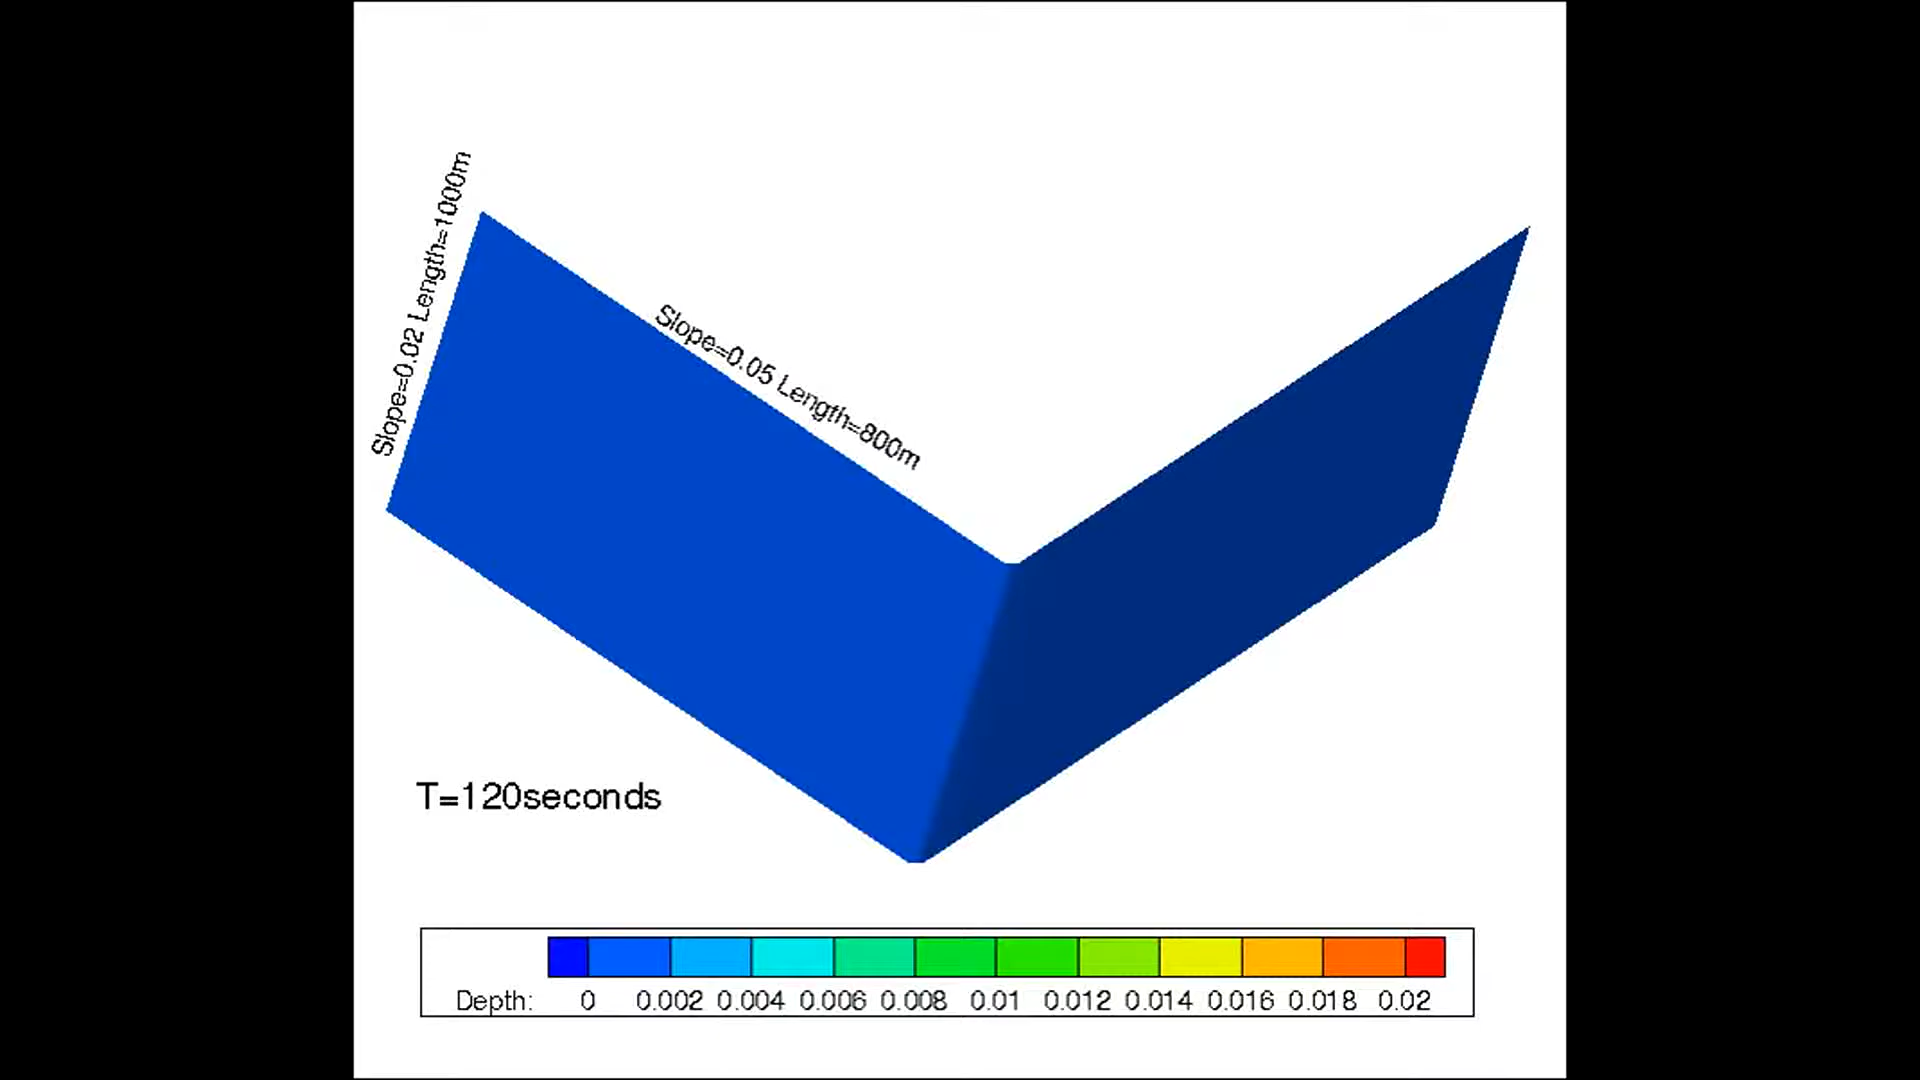 Slope=0.02 Length=1000m
Slope=0.05 Length=800m
T=120seconds
Depth: 0 0.002 0.004 0.006 0.008 0.01 0.012 0.014 0.016 0.018 0.02